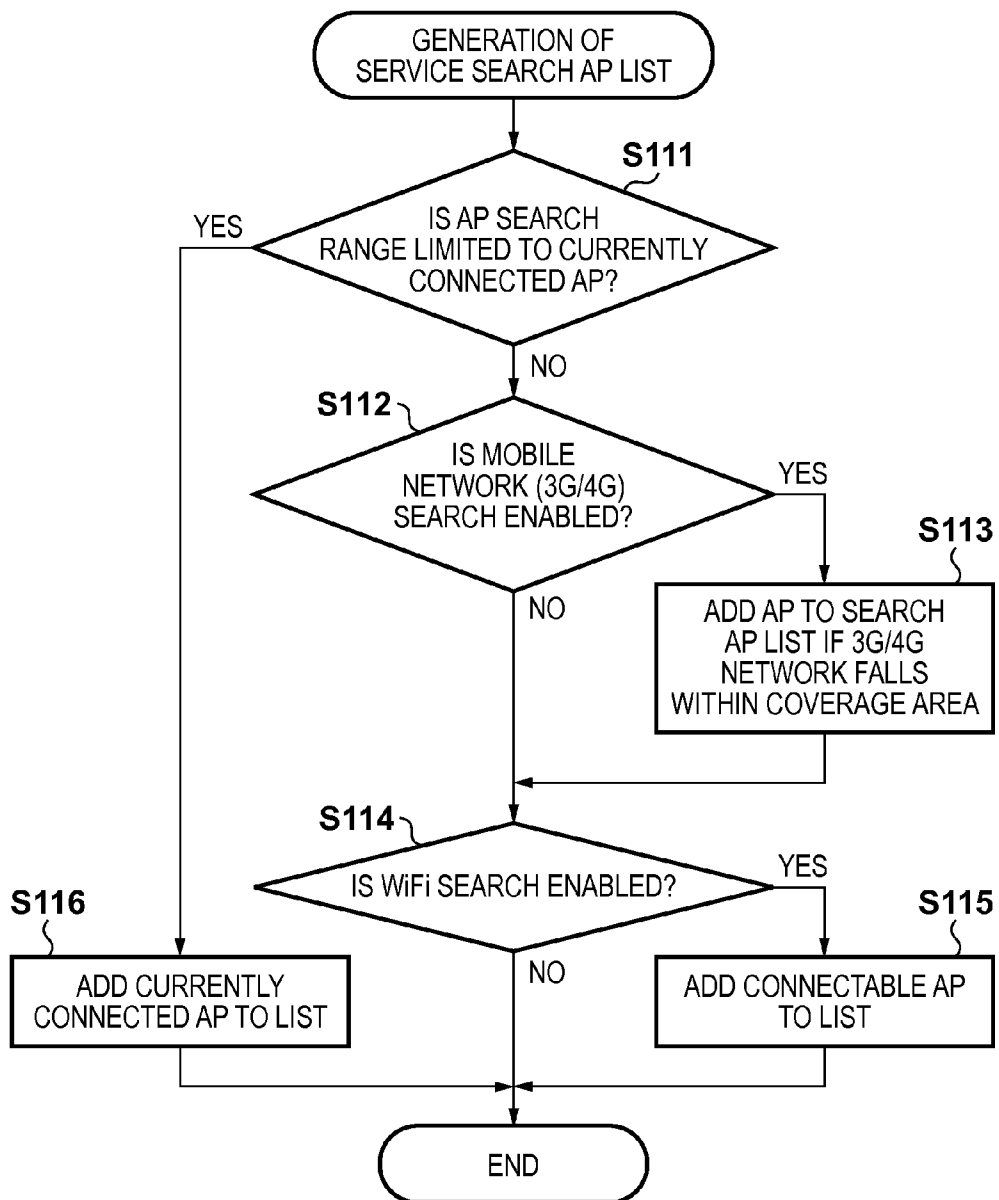 GENERATION OF
SERVICE SEARCH AP LIST
S111
IS AP SEARCH
RANGE LIMITED TO CURRENTLY
CONNECTED AP?
YES
NO
S112
IS MOBILE
NETWORK (3G/4G)
SEARCH ENABLED?
YES
NO
S113
ADD AP TO SEARCH
AP LIST IF 3G/4G
NETWORK FALLS
WITHIN COVERAGE AREA
S114
IS WiFi SEARCH ENABLED?
YES
NO
S116
ADD CURRENTLY
CONNECTED AP TO LIST
S115
ADD CONNECTABLE AP
TO LIST
END